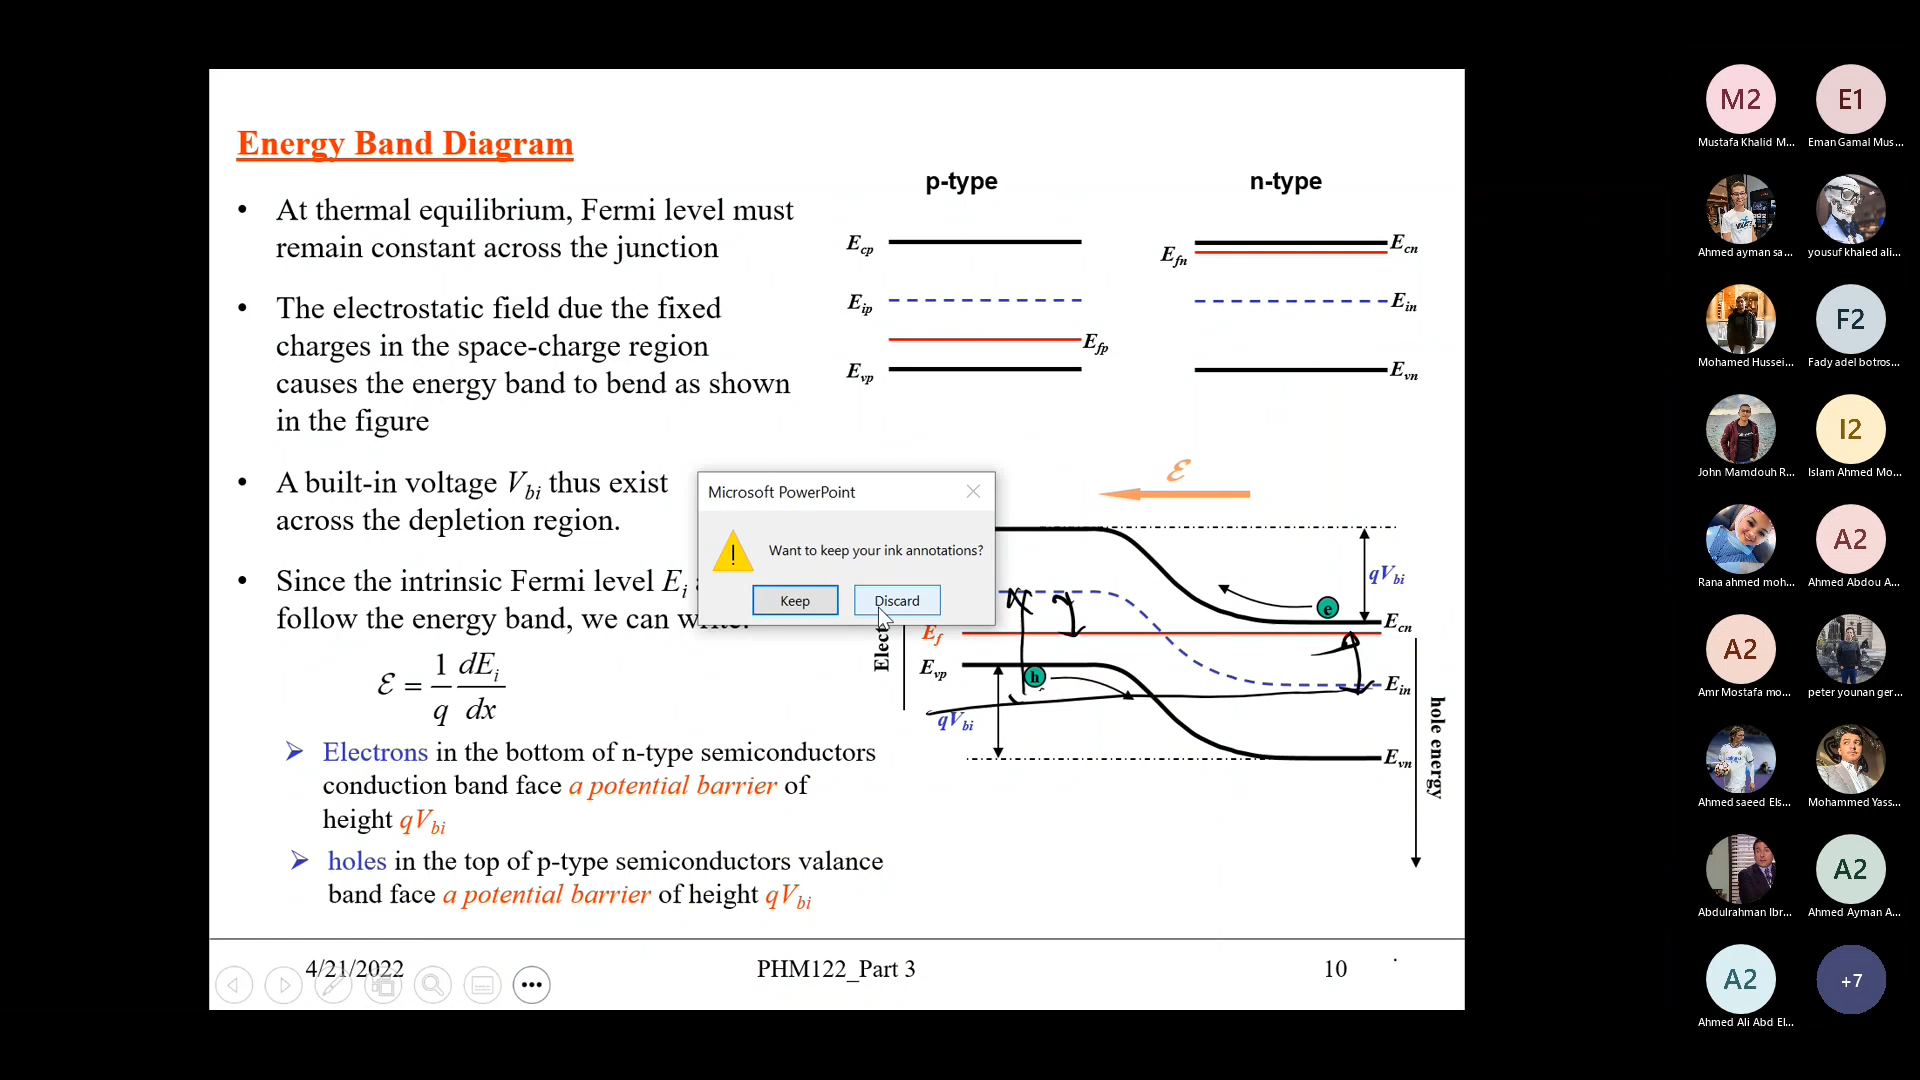 Energy Band Diagram
• At thermal equilibrium, Fermi level must
remain constant across the junction
• The electrostatic field due the fixed
charges in the space-charge region
causes the energy band to bend as shown
in the figure
• A built-in voltage Vbi thus exist
across the depletion region.
• Since the intrinsic Fermi level Ei
follow the energy band, we can write:
ℰ = 1/q dEi/dx
➢ Electrons in the bottom of n-type semiconductors
conduction band face a potential barrier of
height qVbi
➢ holes in the top of p-type semiconductors valance
band face a potential barrier of height qVbi
p-type
n-type
Ecp
Eip
Efp
Evp
Efn
Ecn
Ein
Evn
ℰ
qVbi
e
Ecn
Ef
Elect
Evp
h
Ein
qVbi
Evn
hole energy
Microsoft PowerPoint
Want to keep your ink annotations?
Keep
Discard
4/21/2022
PHM122_Part 3
10
M2
E1
Mustafa Khalid M...
Eman Gamal Mus...
Ahmed ayman sa...
yousuf khaled ali...
F2
Mohamed Hussei...
Fady adel botros...
I2
John Mamdouh R...
Islam Ahmed Mo...
A2
Rana ahmed moh...
Ahmed Abdou A...
A2
Amr Mostafa mo...
peter younan ger...
Ahmed saeed Els...
Mohammed Yass...
A2
Abdulrahman Ibr...
Ahmed Ayman A...
A2
+7
Ahmed Ali Abd El...